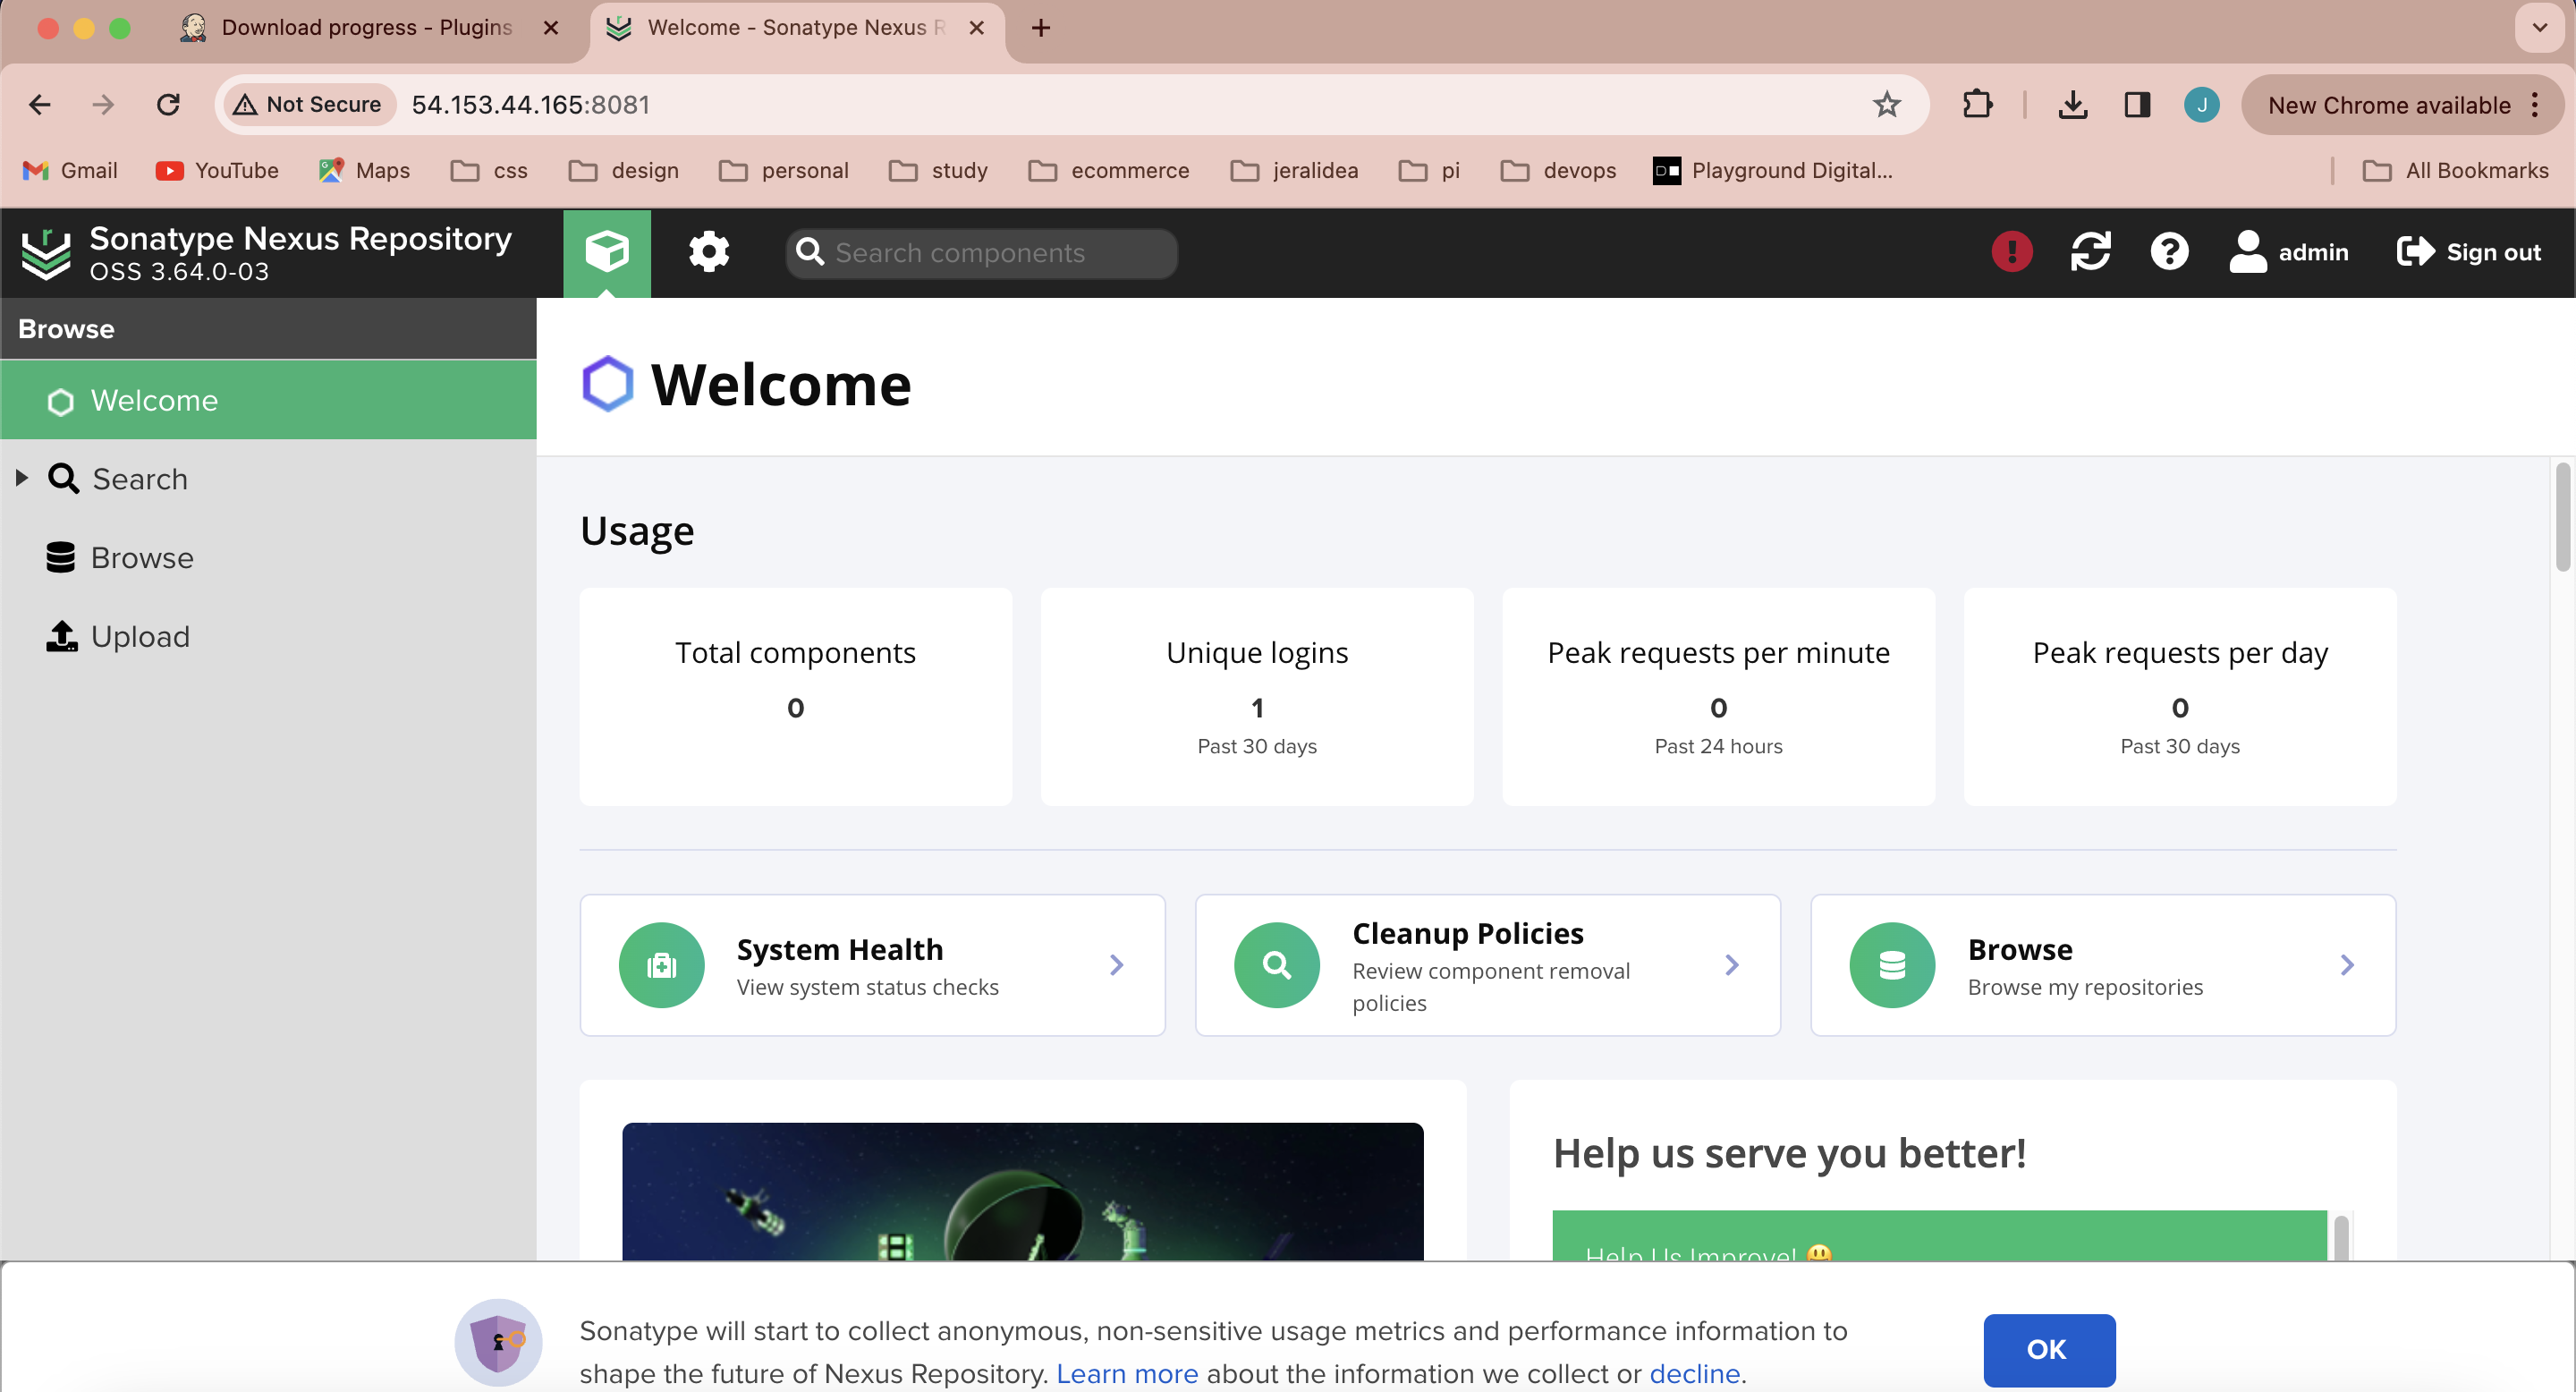 Download progress - Plugins
Welcome - Sonatype Nexus R
Not Secure
54.153.44.165:8081
J
New Chrome available
Gmail
YouTube
Maps
css
design
personal
study
ecommerce
jeralidea
pi
devops
Playground Digital...
All Bookmarks
Sonatype Nexus Repository
OSS 3.64.0-03
Search components
admin
Sign out
Browse
Welcome
Search
Browse
Upload
Welcome
Usage
Total components
0
Unique logins
1
Past 30 days
Peak requests per minute
0
Past 24 hours
Peak requests per day
0
Past 30 days
System Health
View system status checks
Cleanup Policies
Review component removal
policies
Browse
Browse my repositories
Help us serve you better!
Help Us Improve! 😀
Sonatype will start to collect anonymous, non-sensitive usage metrics and performance information to
shape the future of Nexus Repository. Learn more about the information we collect or decline.
OK